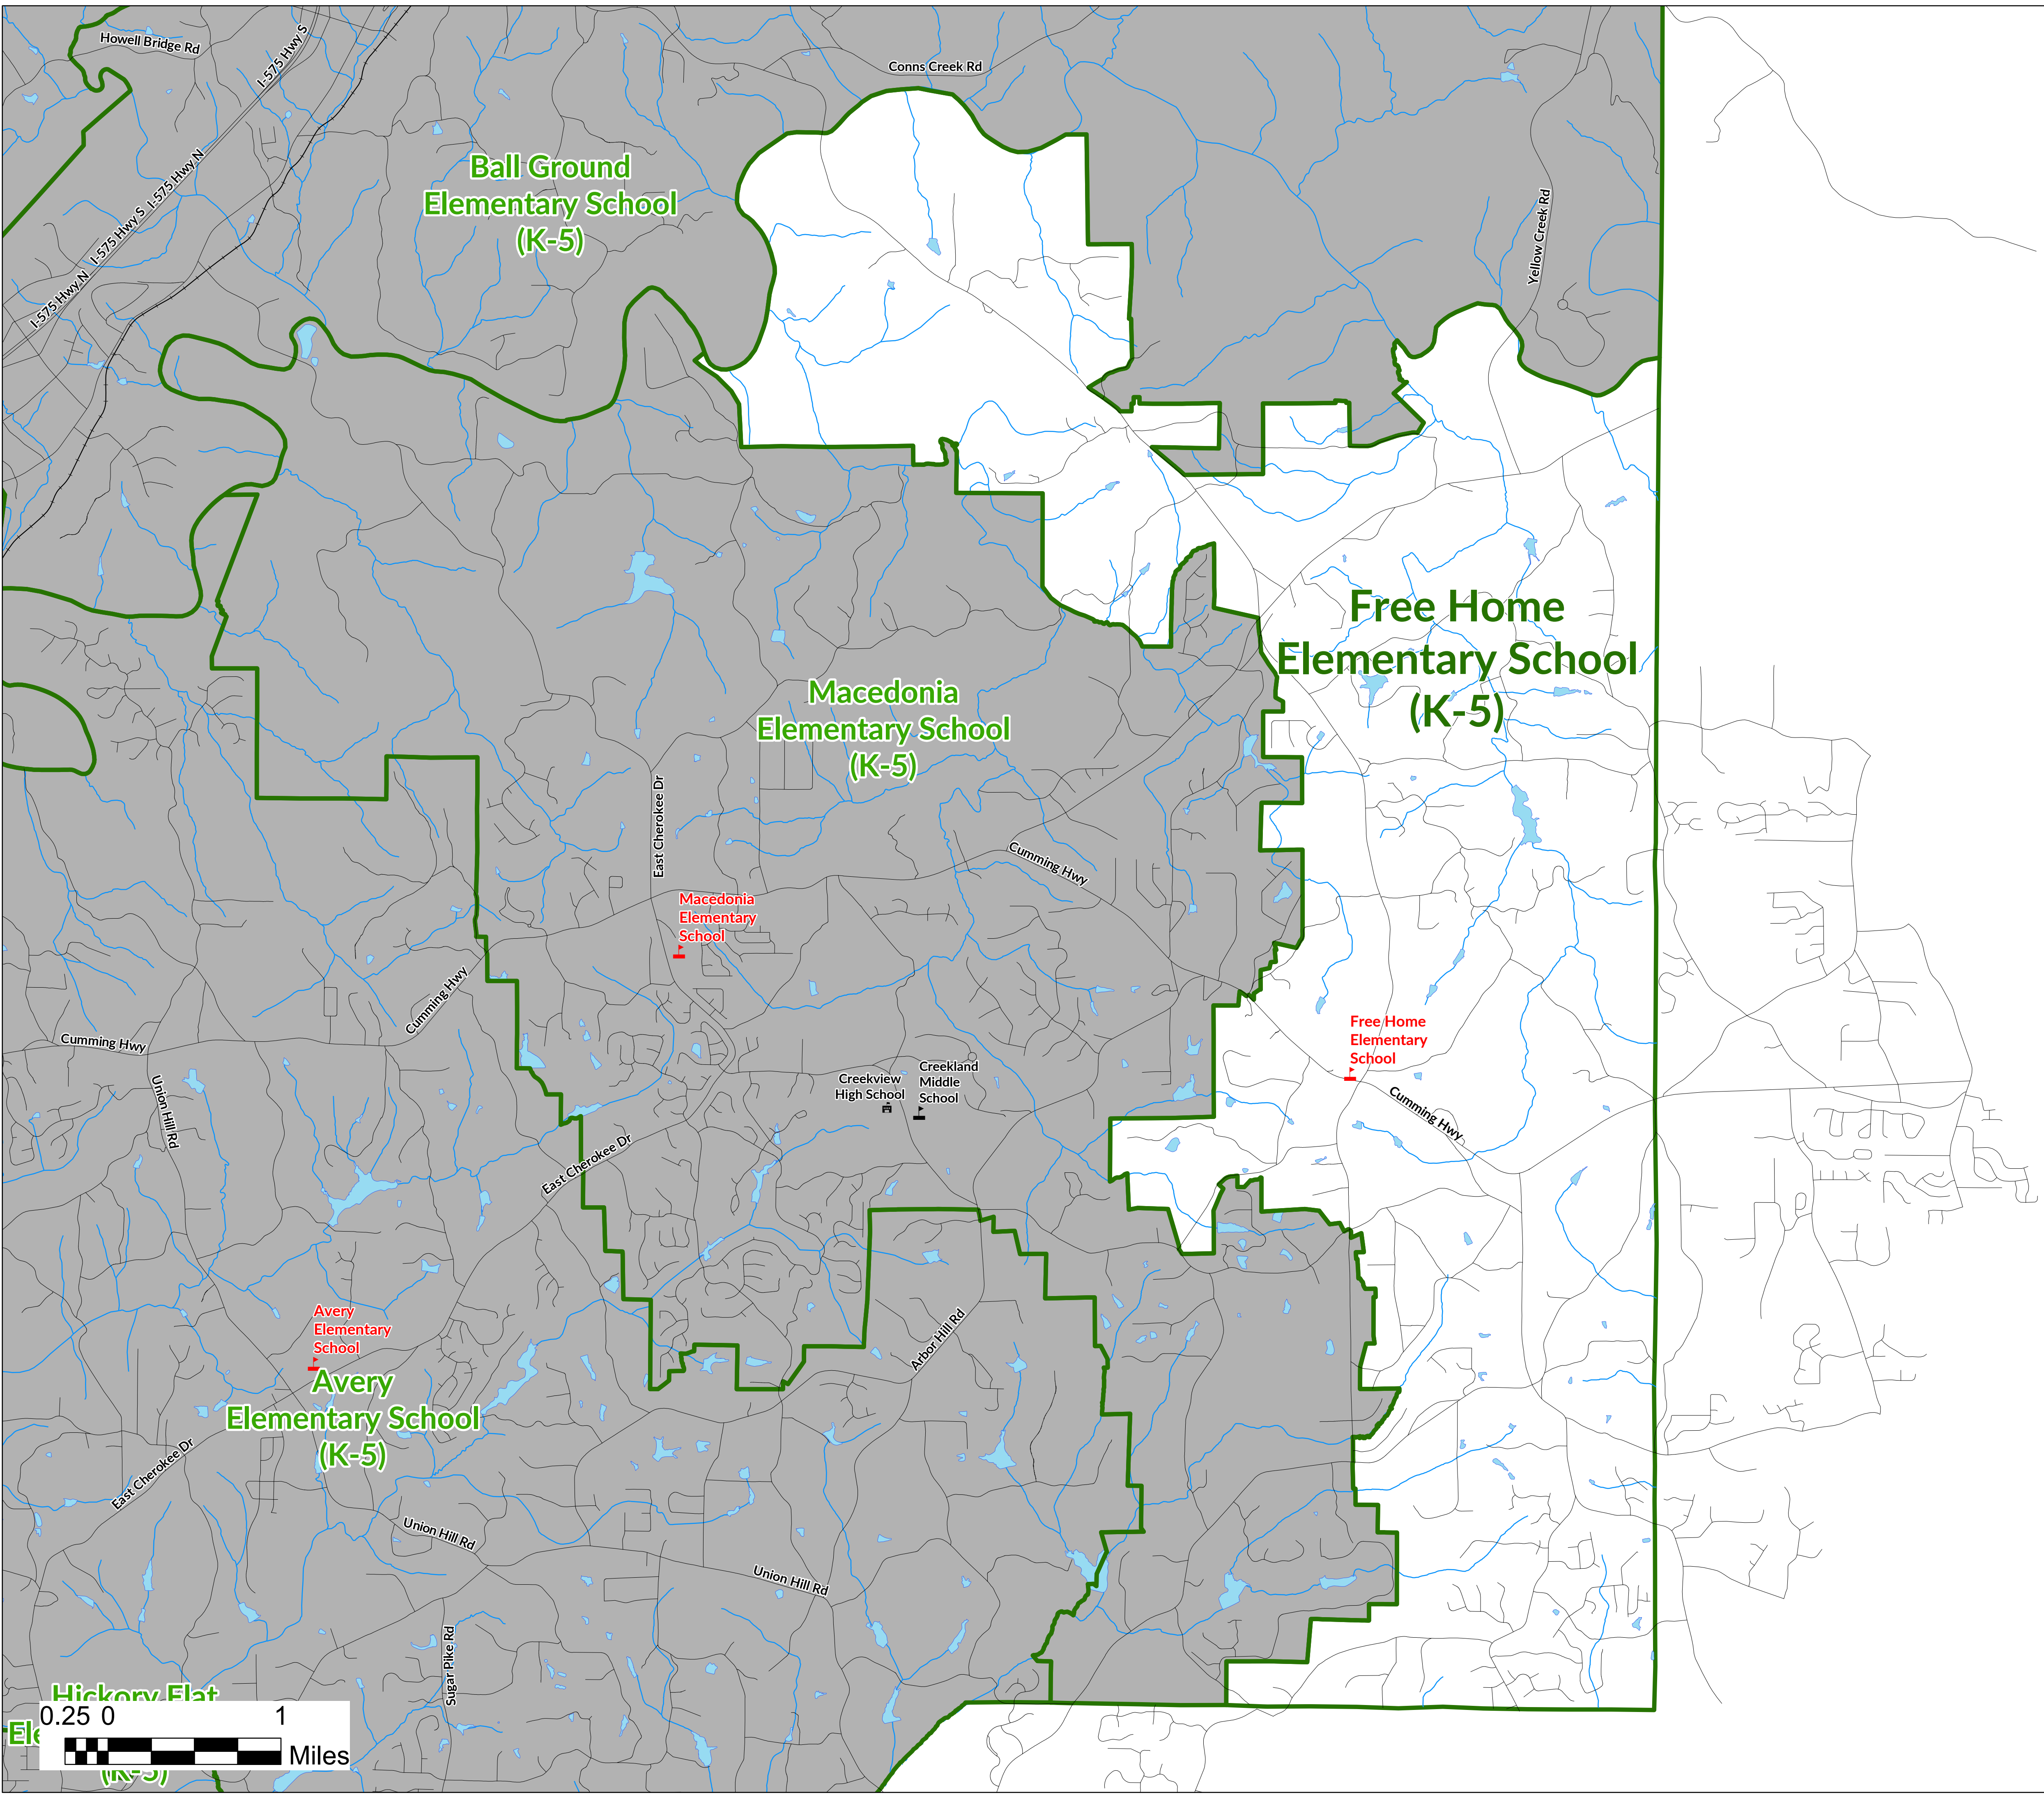 Howell Bridge Rd
I-575 Hwy S
Conns Creek Rd
Ball Ground
Elementary School
(K-5)
I-575 Hwy N
I-575 Hwy S
I-575 Hwy N
Yellow Creek Rd
Free Home
Elementary School
(K-5)
Macedonia
Elementary School
(K-5)
East Cherokee Dr
Cumming Hwy
Macedonia
Elementary
School
Cumming Hwy
Cumming Hwy
Union Hill Rd
Free Home
Elementary
School
Cumming Hwy
Creekview
High School
Creekland
Middle
School
East Cherokee Dr
Avery
Elementary
School
Avery
Elementary School
(K-5)
Arbor Hill Rd
East Cherokee Dr
Union Hill Rd
Union Hill Rd
Sugar Pike Rd
Hickory Flat
Ele
(K-5)
0.25 0 1
Miles